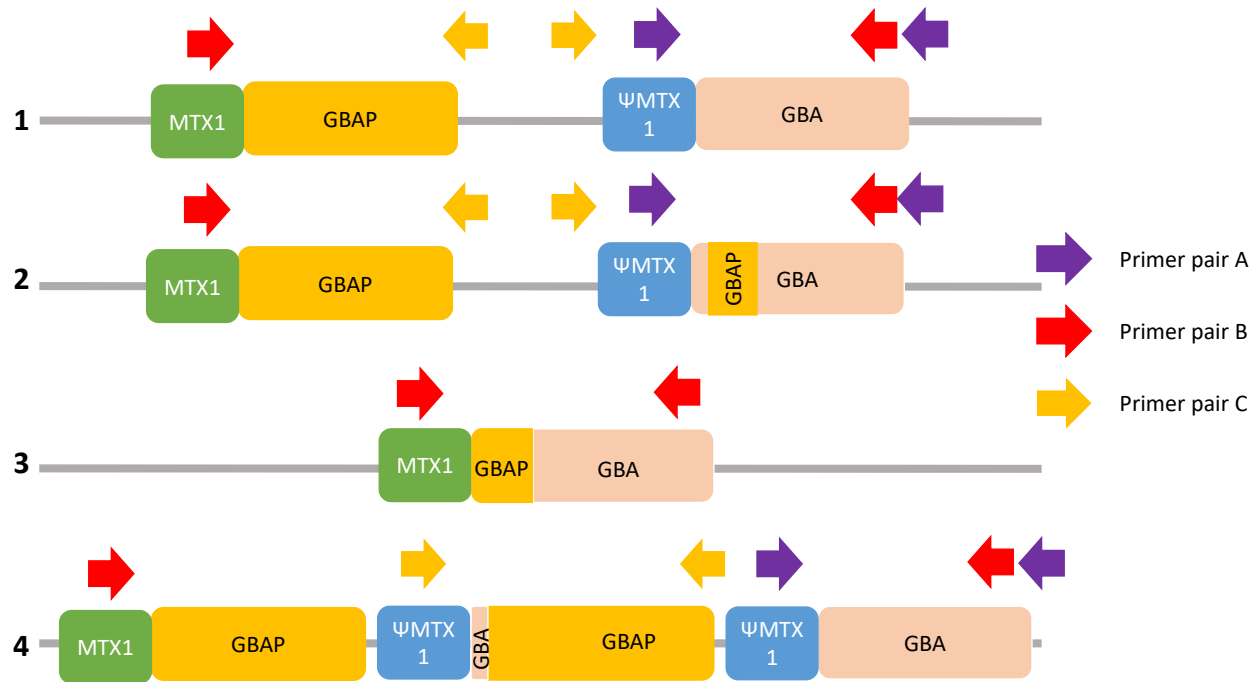 1
MTX1
GBAP
ΨMTX
1
GBA
2
MTX1
GBAP
ΨMTX
1
GBAP
GBA
Primer pair A
Primer pair B
Primer pair C
3
MTX1
GBAP
GBA
4
MTX1
GBAP
ΨMTX
1
GBA
GBAP
ΨMTX
1
GBA